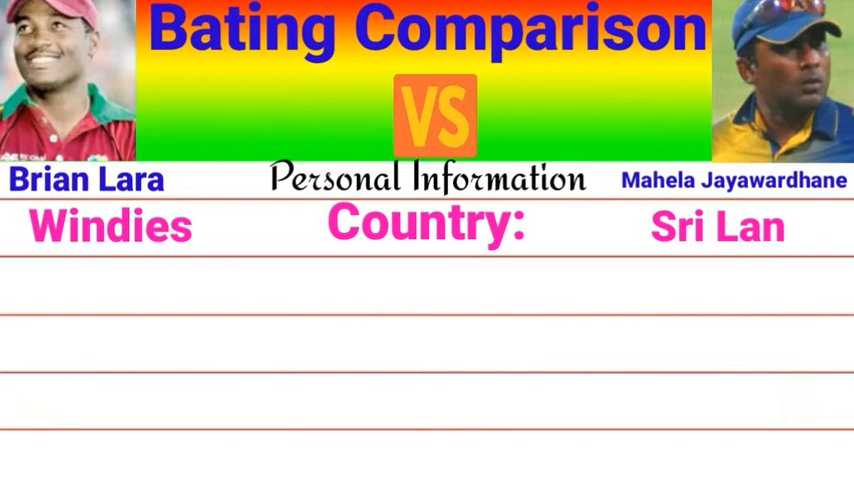 Bating Comparison
VS
Brian Lara Personal Information Mahela Jayawardhane
Windies Country: Sri Lan